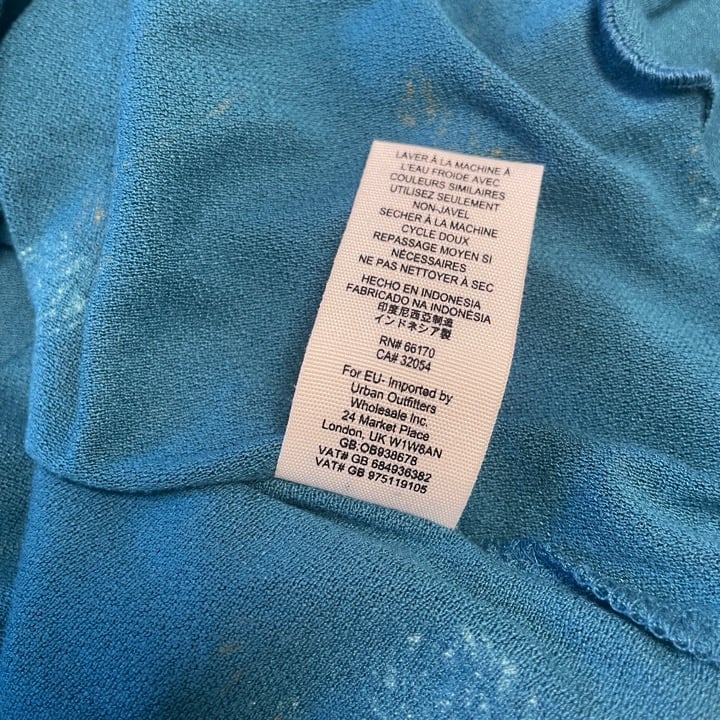 LAVER À LA MACHINE À
L'EAU FROIDE AVEC
COULEURS SIMILAIRES
UTILISEZ SEULEMENT
NON-JAVEL
SECHER À LA MACHINE
CYCLE DOUX
REPASSAGE MOYEN SI
NÉCESSAIRES
NE PAS NETTOYER À SEC
HECHO EN INDONESIA
FABRICADO NA INDONÉSIA
印度尼西亞制造
インドネシア製
RN# 66170
CA# 32054
For EU- Imported by
Urban Outfitters
Wholesale Inc.
24 Market Place
London, UK W1W8AN
GB:OB938678
VAT# GB 684936382
VAT# GB 975119105